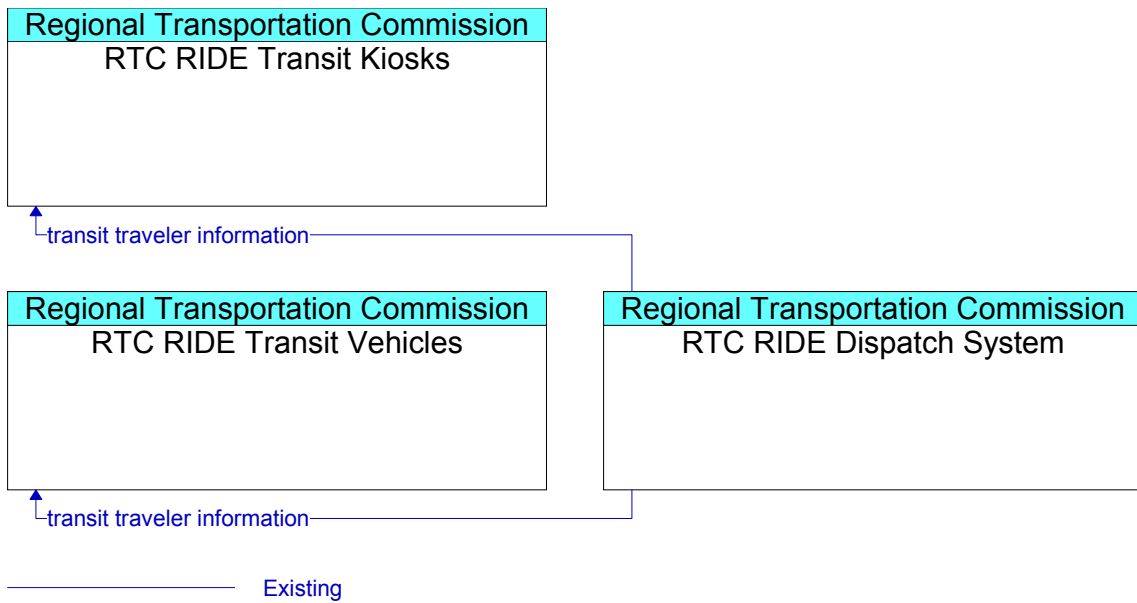 Regional Transportation Commission
RTC RIDE Transit Kiosks
transit traveler information
Regional Transportation Commission
RTC RIDE Transit Vehicles
Regional Transportation Commission
RTC RIDE Dispatch System
transit traveler information
Existing